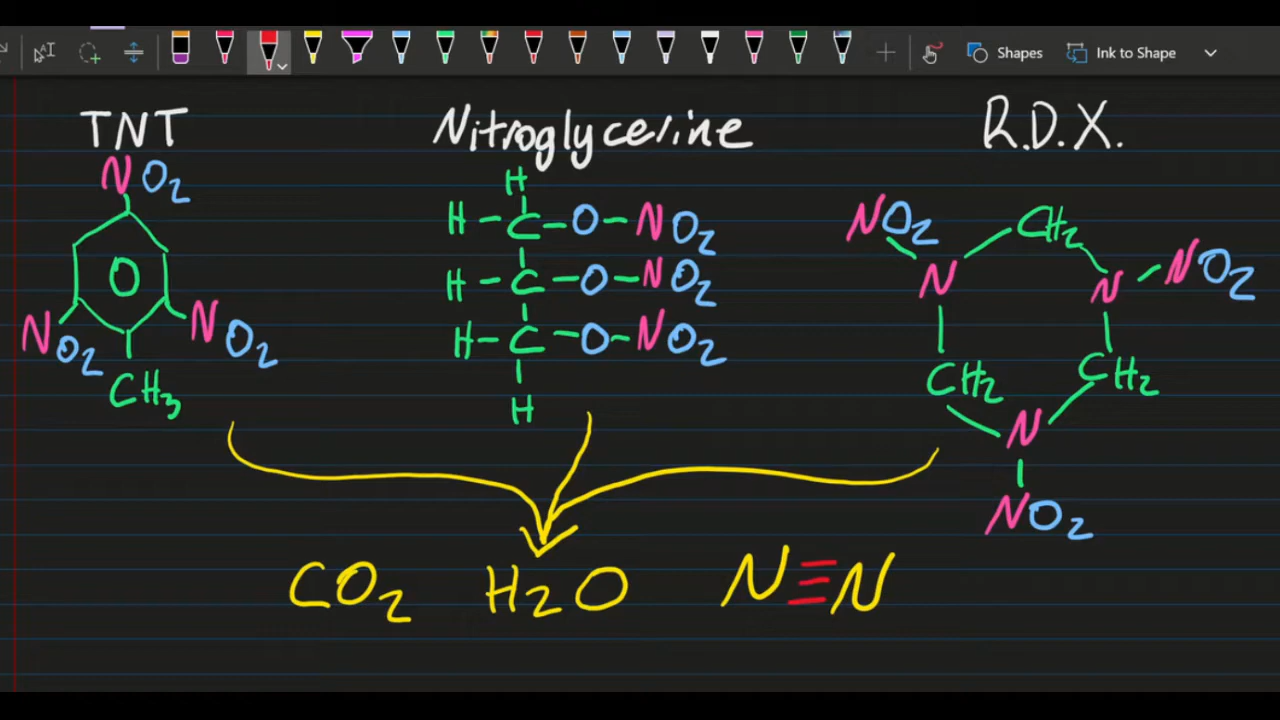 Shapes Ink to Shape
TNT Nitroglycerine R.D.X.
NO2
H
H-C-O-NO2
NO2 CH2
H-C-O-NO2
N N-NO2
O
NO2 NO2
H-C-O-NO2
CH2 CH2
CH3
H
N
NO2
CO2 H2O N≡N